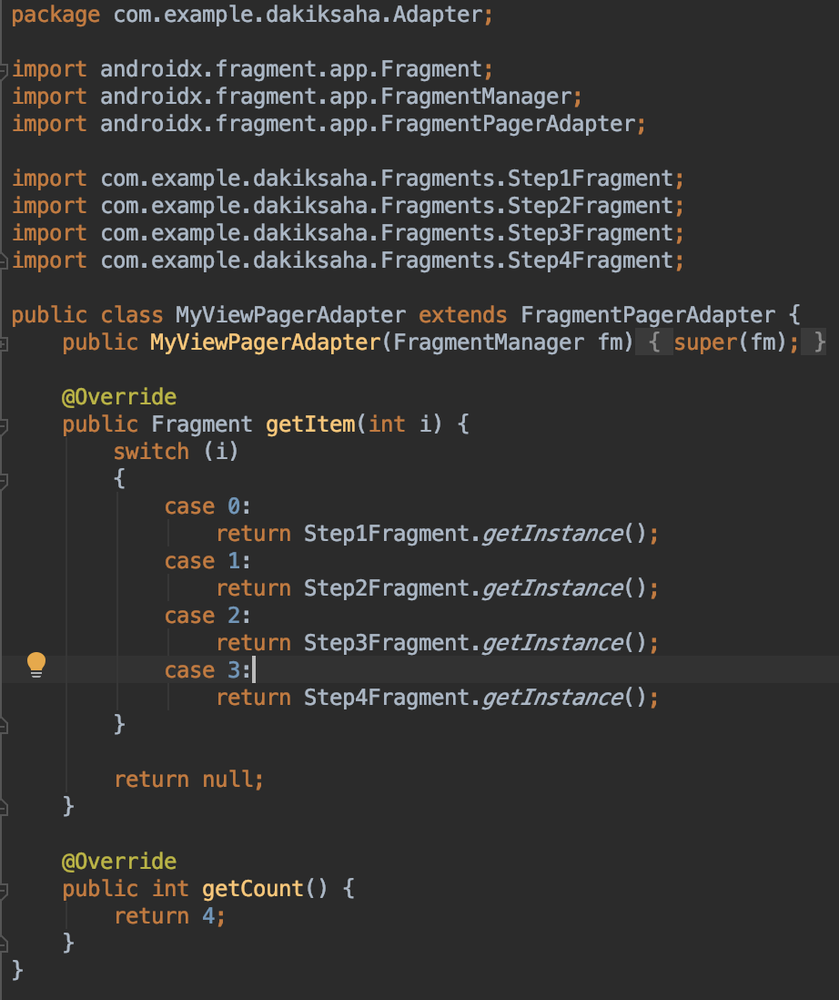 package com.example.dakiksaha.Adapter;
import androidx.fragment.app.Fragment;
import androidx.fragment.app.FragmentManager;
import androidx.fragment.app.FragmentPagerAdapter;
import com.example.dakiksaha.Fragments.Step1Fragment;
import com.example.dakiksaha.Fragments.Step2Fragment;
import com.example.dakiksaha.Fragments.Step3Fragment;
import com.example.dakiksaha.Fragments.Step4Fragment;
public class MyViewPagerAdapter extends FragmentPagerAdapter {
public MyViewPagerAdapter(FragmentManager fm) { super(fm); }
@Override
public Fragment getItem(int i) {
switch (i)
{
case 0:
return Step1Fragment.getInstance();
case 1:
return Step2Fragment.getInstance();
case 2:
return Step3Fragment.getInstance();
case 3:
return Step4Fragment.getInstance();
}
return null;
}
@Override
public int getCount() {
return 4;
}
}